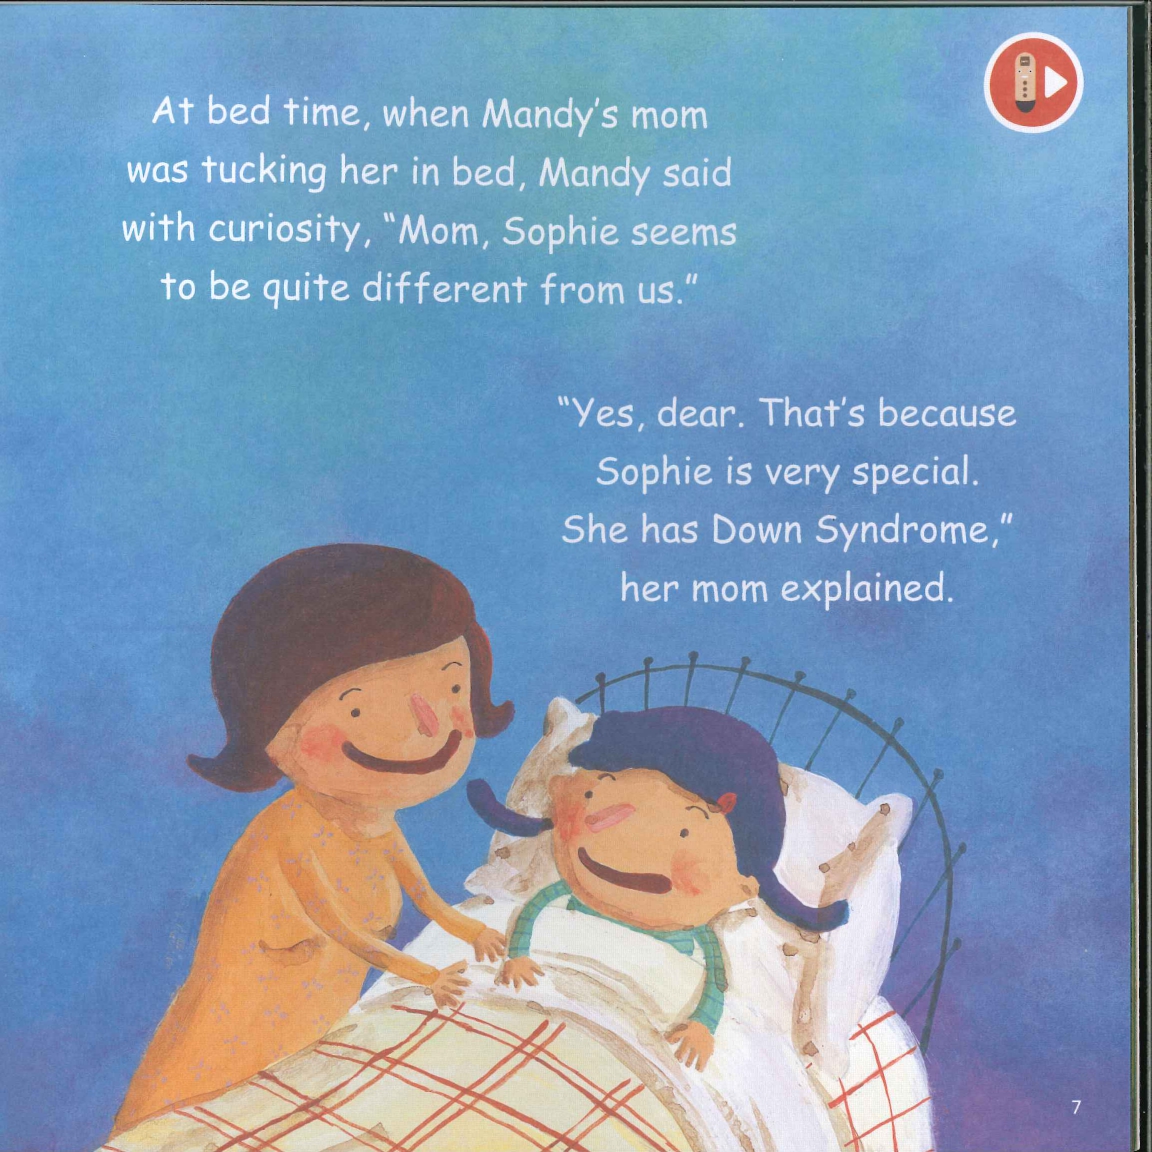 At bed time, when Mandy's mom
was tucking her in bed, Mandy said
with curiosity, “Mom, Sophie seems
to be quite different from us.”
“Yes, dear. That's because
Sophie is very special.
She has Down Syndrome,”
her mom explained.
7